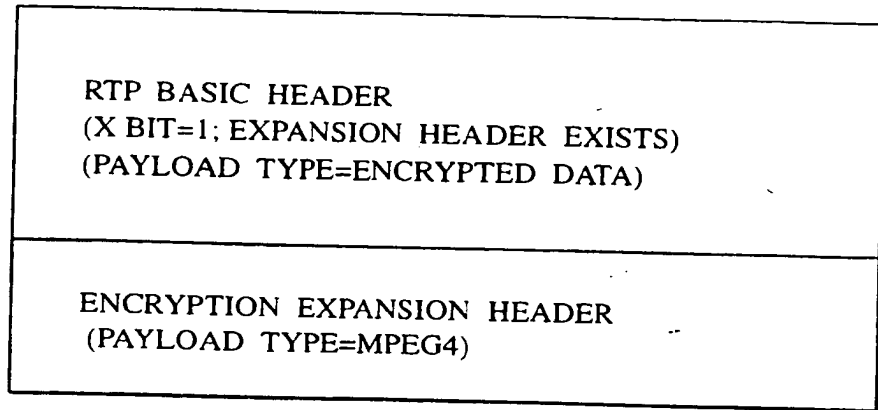 RTP BASIC HEADER
(X BIT=1; EXPANSION HEADER EXISTS)
(PAYLOAD TYPE=ENCRYPTED DATA)
ENCRYPTION EXPANSION HEADER
(PAYLOAD TYPE=MPEG4)